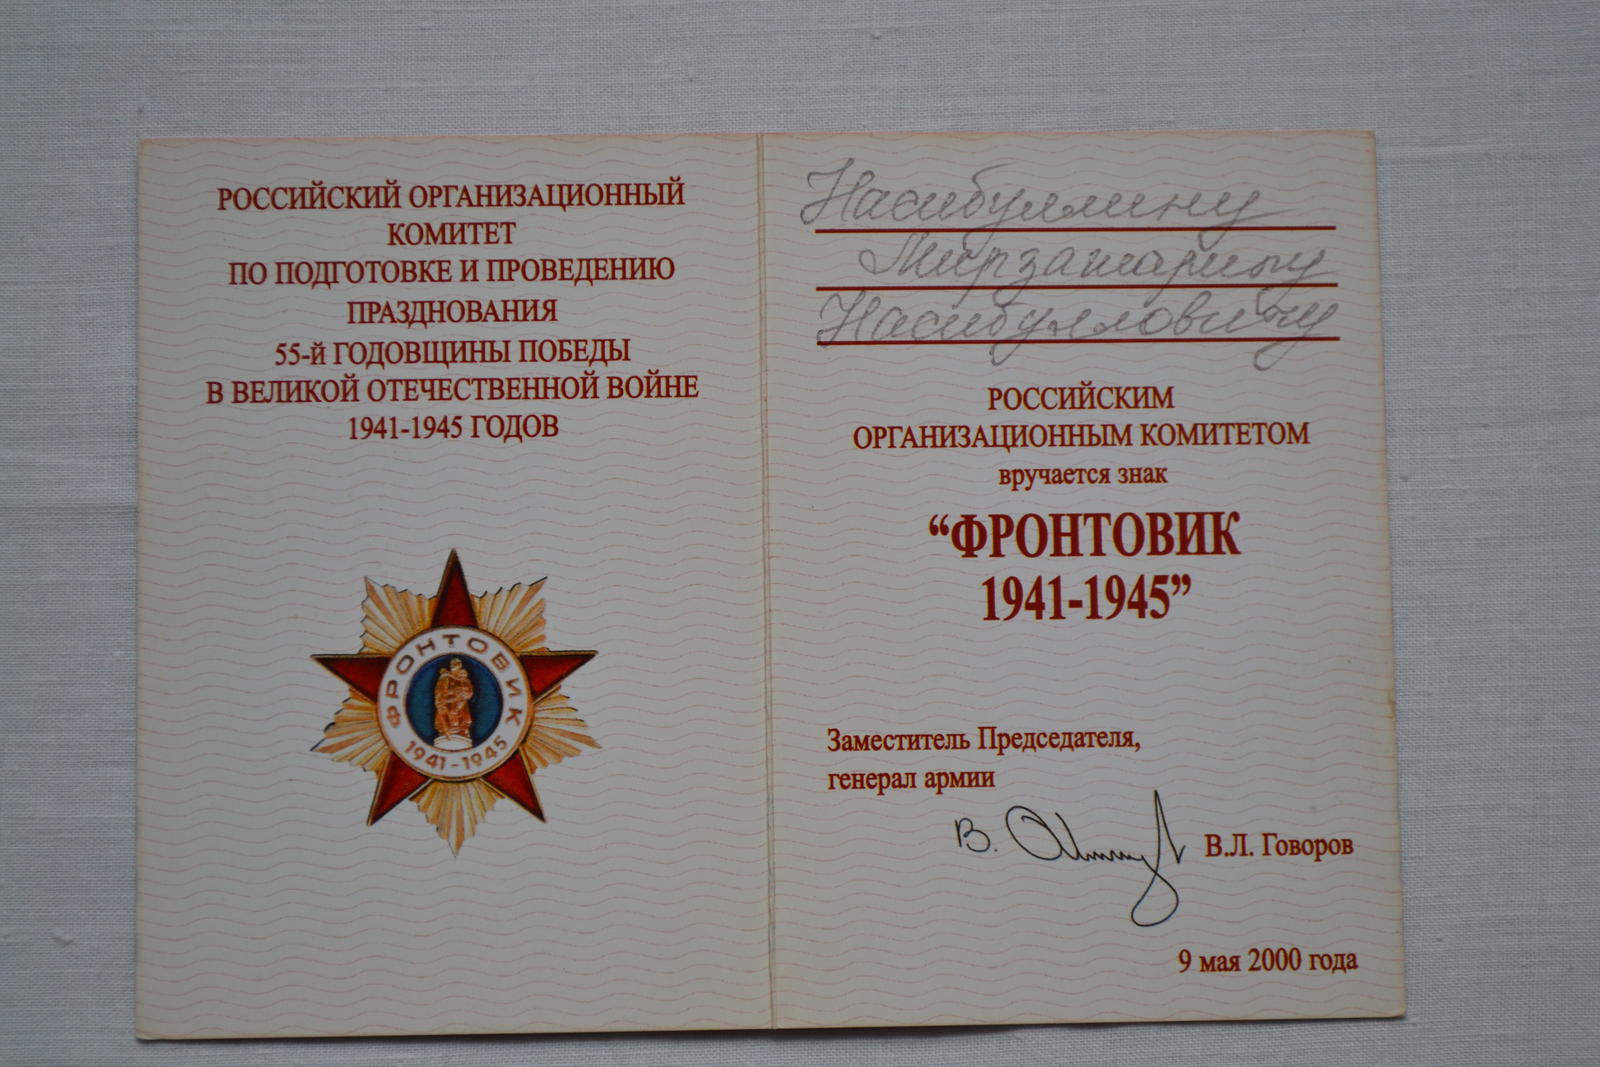 РОССИЙСКИЙ ОРГАНИЗАЦИОННЫЙ
КОМИТЕТ
ПО ПОДГОТОВКЕ И ПРОВЕДЕНИЮ
ПРАЗДНОВАНИЯ
55-й ГОДОВЩИНЫ ПОБЕДЫ
В ВЕЛИКОЙ ОТЕЧЕСТВЕННОЙ ВОЙНЕ
1941-1945 ГОДОВ
ФРОНТОВИК
1941-1945
Насибуллину
Насибулловичу
РОССИЙСКИМ
ОРГАНИЗАЦИОННЫМ КОМИТЕТОМ
вручается знак
“ФРОНТОВИК
1941-1945”
Заместитель Председателя,
генерал армии
В.
В.Л. Говоров
9 мая 2000 года